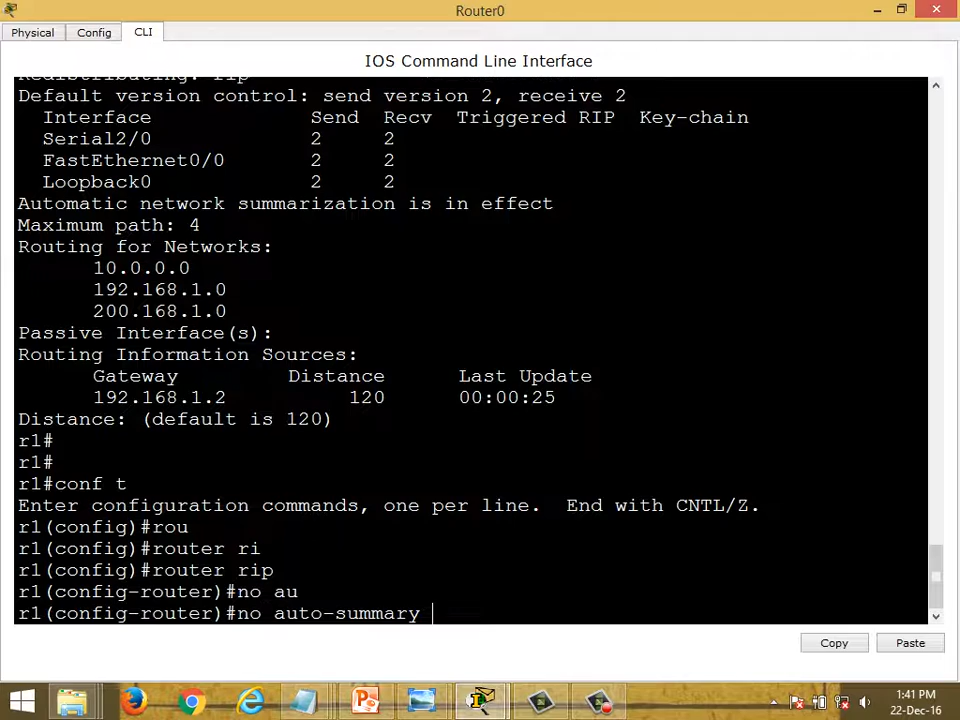 Router0
Physical
Config
CLI
IOS Command Line Interface
Redistributing: rip
Default version control: send version 2, receive 2
Interface Send Recv Triggered RIP Key-chain
Serial2/0 2 2
FastEthernet0/0 2 2
Loopback0 2 2
Automatic network summarization is in effect
Maximum path: 4
Routing for Networks:
10.0.0.0
192.168.1.0
200.168.1.0
Passive Interface(s):
Routing Information Sources:
Gateway Distance Last Update
192.168.1.2 120 00:00:25
Distance: (default is 120)
r1#
r1#
r1#conf t
Enter configuration commands, one per line. End with CNTL/Z.
r1(config)#rou
r1(config)#router ri
r1(config)#router rip
r1(config-router)#no au
r1(config-router)#no auto-summary
Copy
Paste
1:41 PM
22-Dec-16